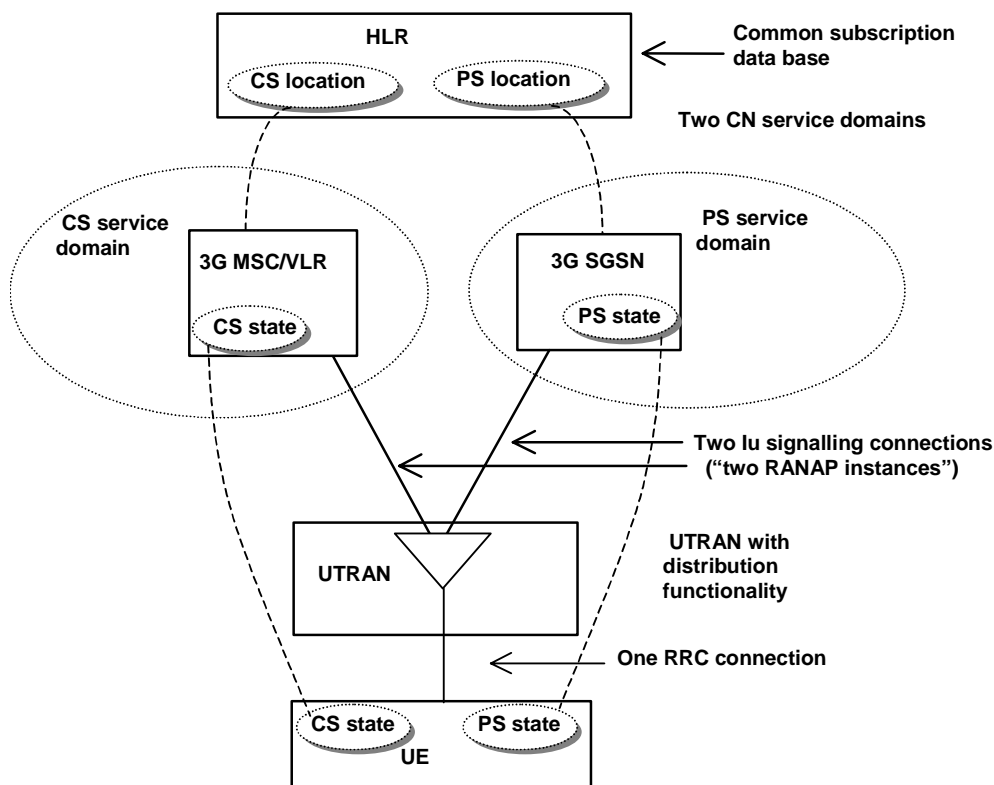 HLR
Common subscription
data base
CS location
PS location
Two CN service domains
CS service
domain
PS service
domain
3G MSC/VLR
3G SGSN
CS state
PS state
Two Iu signalling connections
(“two RANAP instances”)
UTRAN with
distribution
functionality
UTRAN
One RRC connection
CS state
PS state
UE